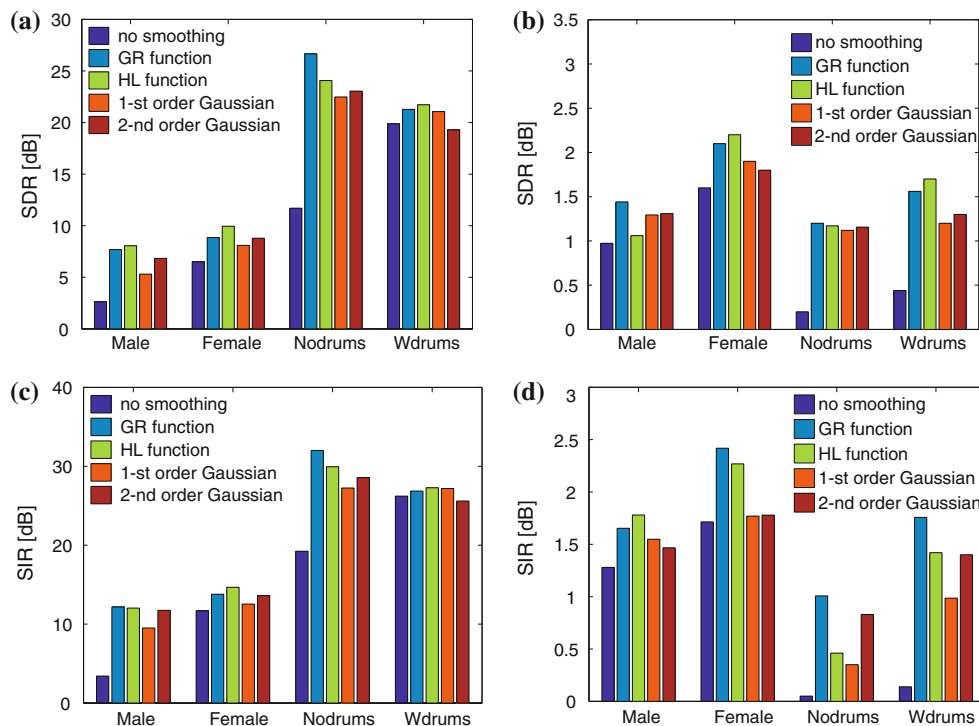 (a)
30
25
20
15
10
5
0
SDR [dB]
no smoothing
GR function
HL function
1-st order Gaussian
2-nd order Gaussian
Male Female Nodrums Wdrums
(b)
3.5
3
2.5
2
1.5
1
0.5
0
SDR [dB]
no smoothing
GR function
HL function
1-st order Gaussian
2-nd order Gaussian
Male Female Nodrums Wdrums
(c)
40
30
20
10
0
SIR [dB]
no smoothing
GR function
HL function
1-st order Gaussian
2-nd order Gaussian
Male Female Nodrums Wdrums
(d)
3
2.5
2
1.5
1
0.5
0
SIR [dB]
no smoothing
GR function
HL function
1-st order Gaussian
2-nd order Gaussian
Male Female Nodrums Wdrums